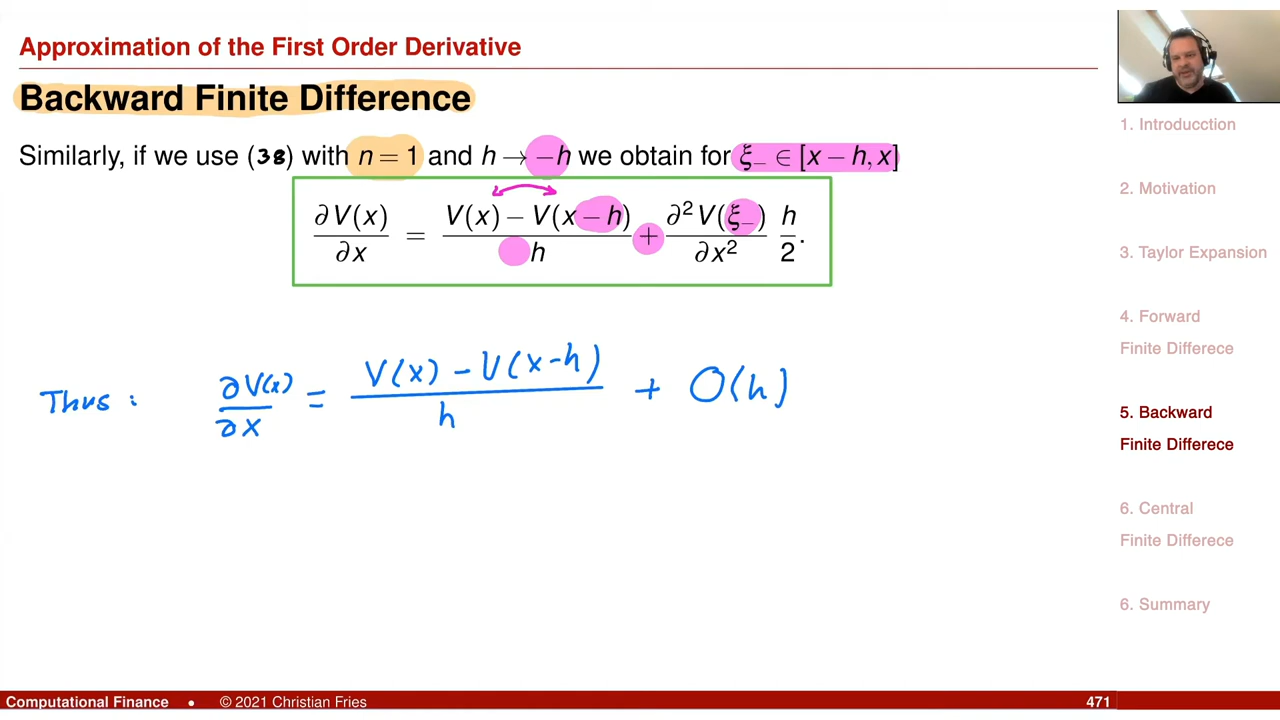 Approximation of the First Order Derivative
Backward Finite Difference
Similarly, if we use (38) with n = 1 and h → −h we obtain for ξ₋ ∈ [x − h, x]
∂V(x)/∂x = (V(x) − V(x − h))/h + ∂²V(ξ₋)/∂x² h/2.
Thus : ∂V(x)/∂x = (V(x) − V(x−h))/h + O(h)
1. Introducction
2. Motivation
3. Taylor Expansion
4. Forward
Finite Differece
5. Backward
Finite Differece
6. Central
Finite Differece
6. Summary
Computational Finance • © 2021 Christian Fries 471